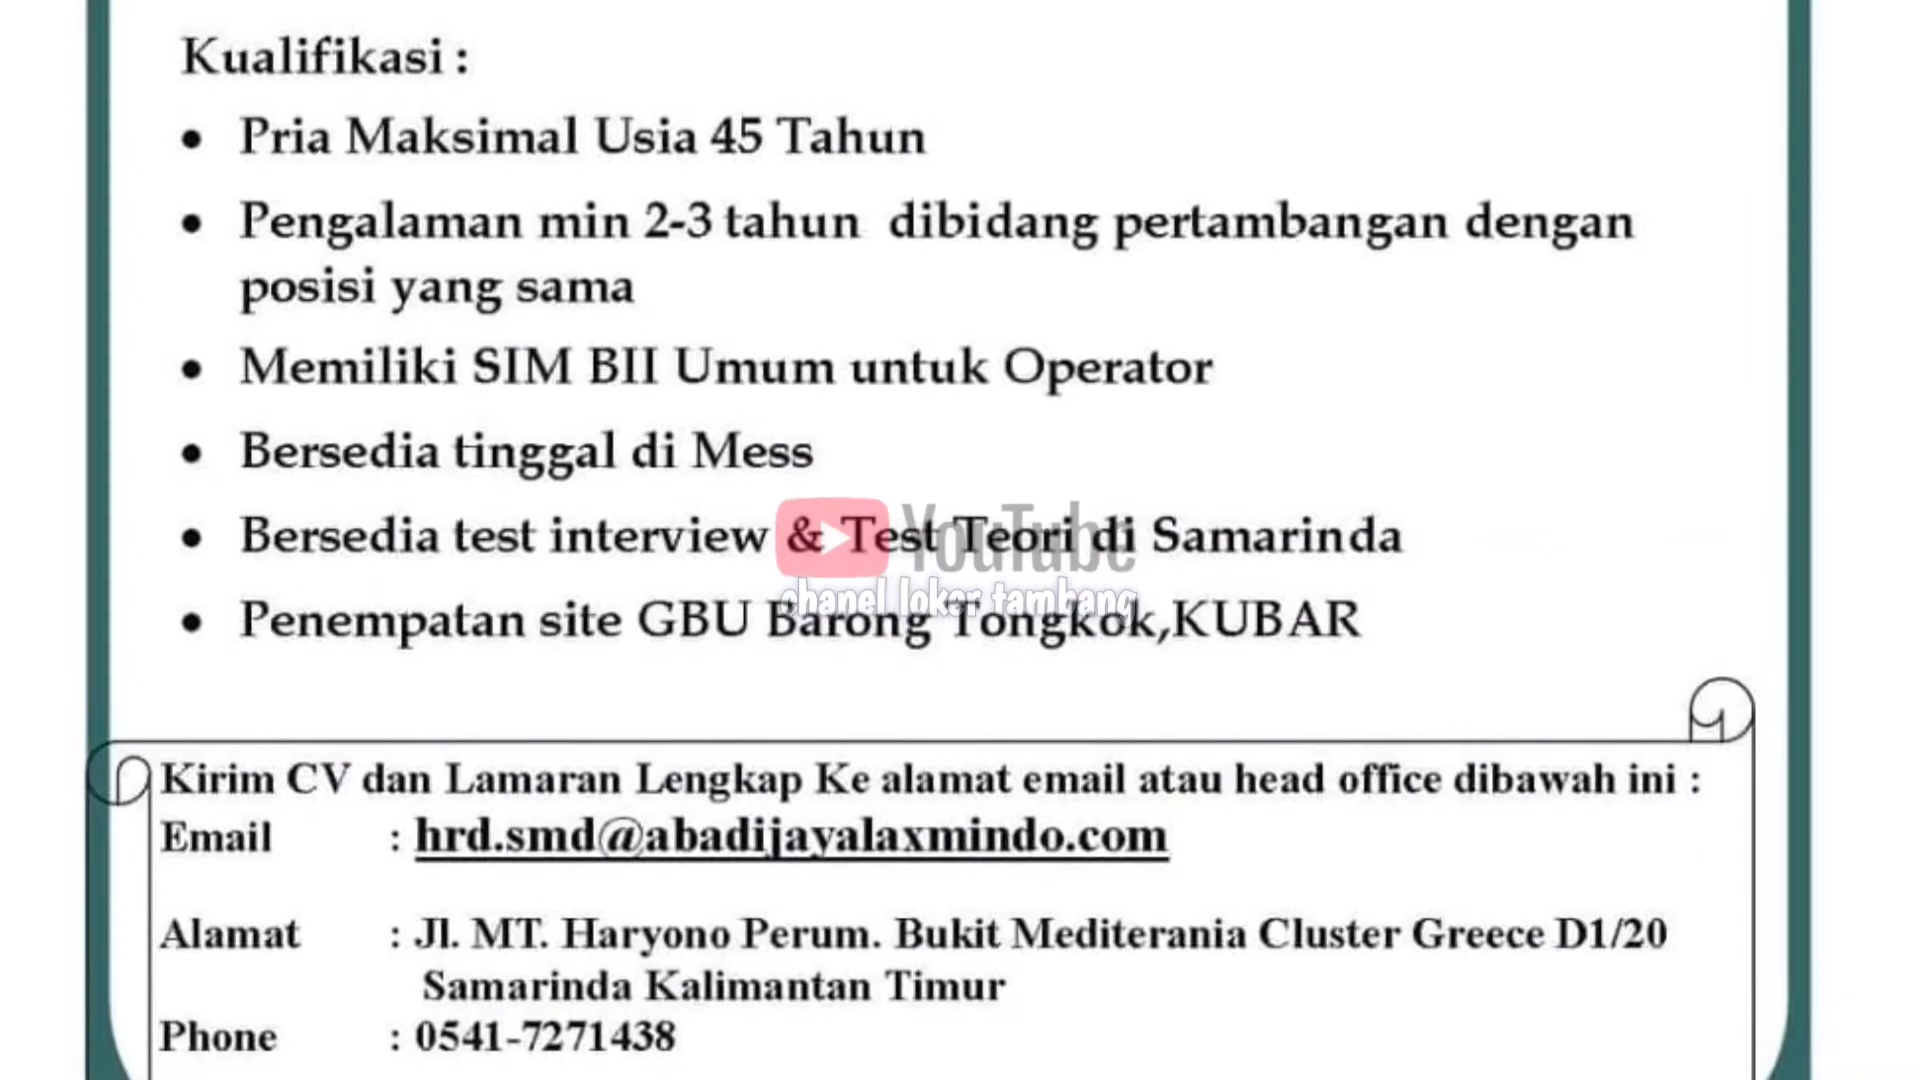 Kualifikasi :
• Pria Maksimal Usia 45 Tahun
• Pengalaman min 2-3 tahun dibidang pertambangan dengan
posisi yang sama
• Memiliki SIM BII Umum untuk Operator
• Bersedia tinggal di Mess
• Bersedia test interview & Test Teori di Samarinda
YouTube
chanel loker tambang
• Penempatan site GBU Barong Tongkok,KUBAR
Kirim CV dan Lamaran Lengkap Ke alamat email atau head office dibawah ini :
Email : hrd.smd@abadijayalaxmindo.com
Alamat : Jl. MT. Haryono Perum. Bukit Mediterania Cluster Greece D1/20
Samarinda Kalimantan Timur
Phone : 0541-7271438